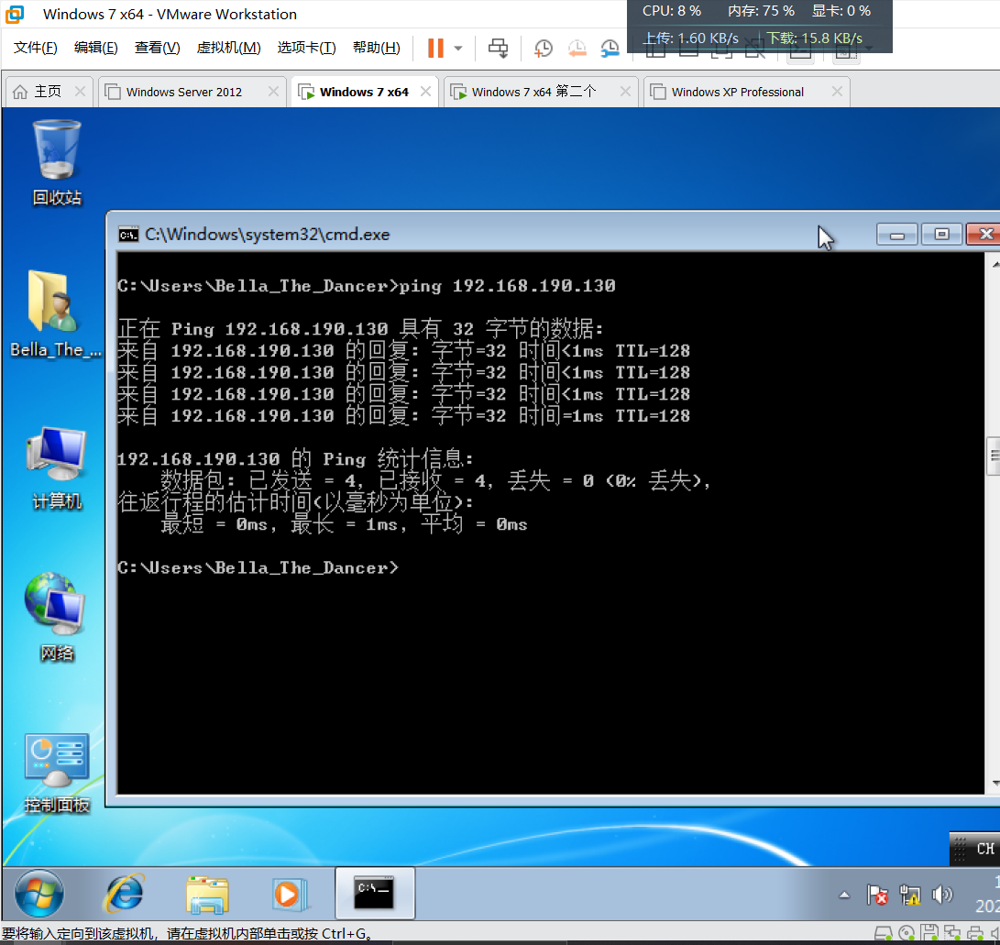 Windows 7 x64 - VMware Workstation
CPU: 8 % 内存: 75 % 显卡: 0 %
上传: 1.60 KB/s 下载: 15.8 KB/s
文件(F) 编辑(E) 查看(V) 虚拟机(M) 选项卡(T) 帮助(H)
主页 Windows Server 2012 Windows 7 x64 Windows 7 x64 第二个 Windows XP Professional
回收站
C:\Windows\system32\cmd.exe
C:\Users\Bella_The_Dancer>ping 192.168.190.130
正在 Ping 192.168.190.130 具有 32 字节的数据:
来自 192.168.190.130 的回复: 字节=32 时间<1ms TTL=128
来自 192.168.190.130 的回复: 字节=32 时间<1ms TTL=128
来自 192.168.190.130 的回复: 字节=32 时间<1ms TTL=128
来自 192.168.190.130 的回复: 字节=32 时间=1ms TTL=128
192.168.190.130 的 Ping 统计信息:
数据包: 已发送 = 4, 已接收 = 4, 丢失 = 0 (0% 丢失),
往返行程的估计时间(以毫秒为单位):
最短 = 0ms, 最长 = 1ms, 平均 = 0ms
C:\Users\Bella_The_Dancer>
Bella_The_...
计算机
网络
控制面板
CH
C:\_
要将输入定向到该虚拟机，请在虚拟机内部单击或按 Ctrl+G。